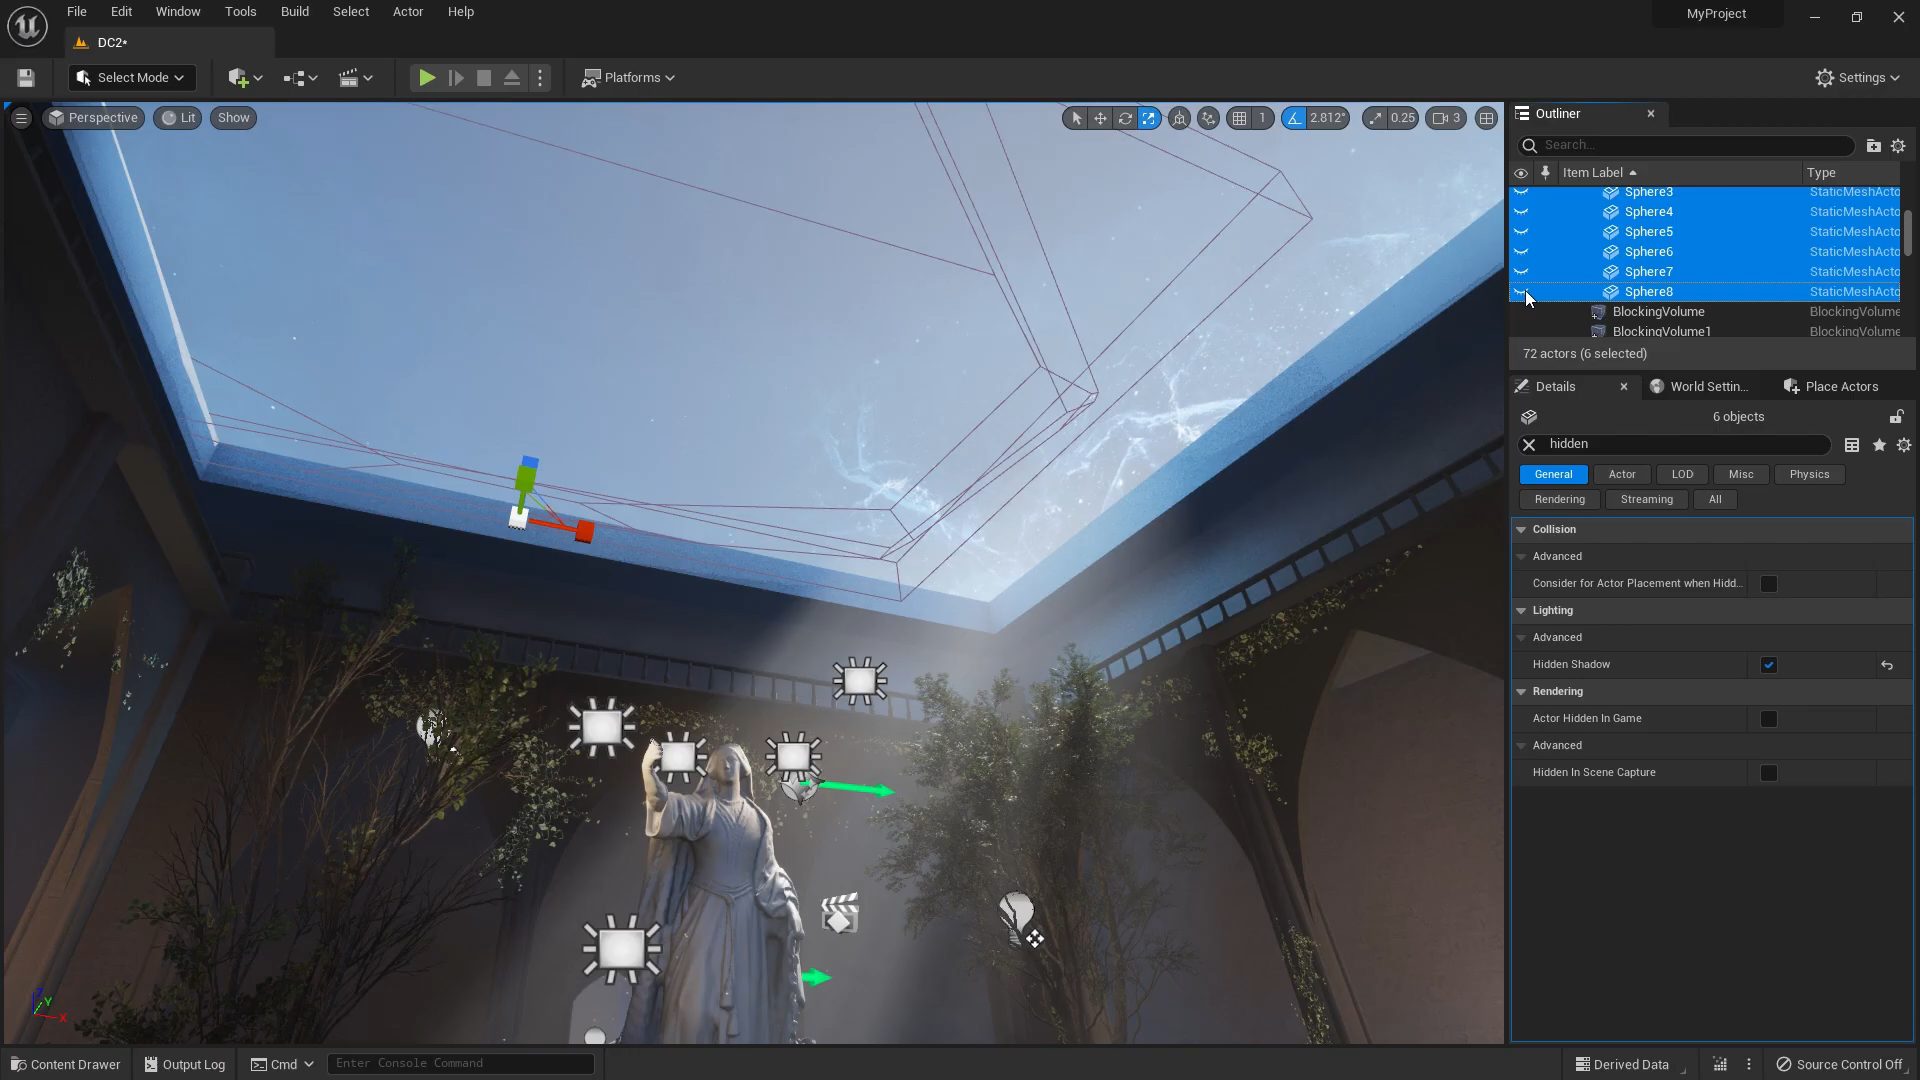 File Edit Window Tools Build Select Actor Help
MyProject
DC2*
Select Mode
Platforms
Settings
Perspective Lit Show
1 2.812° 0.25 3
Outliner
Search...
Item Label Type
Sphere3 StaticMeshActo
Sphere4 StaticMeshActo
Sphere5 StaticMeshActo
Sphere6 StaticMeshActo
Sphere7 StaticMeshActo
Sphere8 StaticMeshActo
BlockingVolume BlockingVolume
BlockingVolume1 BlockingVolume
72 actors (6 selected)
Details World Settin... Place Actors
6 objects
hidden
General Actor LOD Misc Physics
Rendering Streaming All
Collision
Advanced
Consider for Actor Placement when Hidd...
Lighting
Advanced
Hidden Shadow
Rendering
Actor Hidden In Game
Advanced
Hidden In Scene Capture
Z
Y
X
Content Drawer Output Log Cmd Enter Console Command
Derived Data Source Control Off